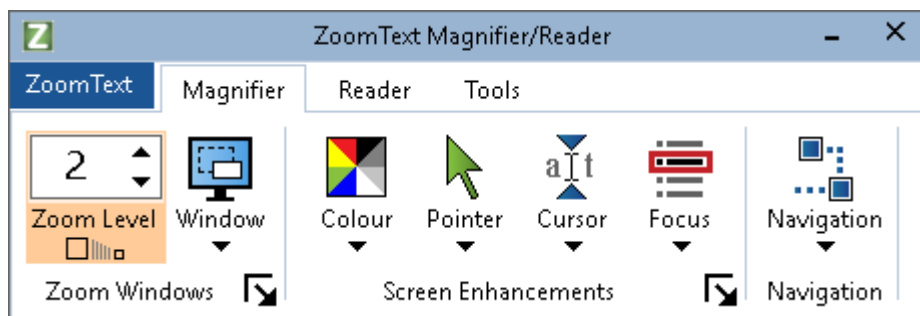 Z ZoomText Magnifier/Reader
ZoomText Magnifier Reader Tools
2 a t
Zoom Level Window Colour Pointer Cursor Focus Navigation
Zoom Windows Screen Enhancements Navigation